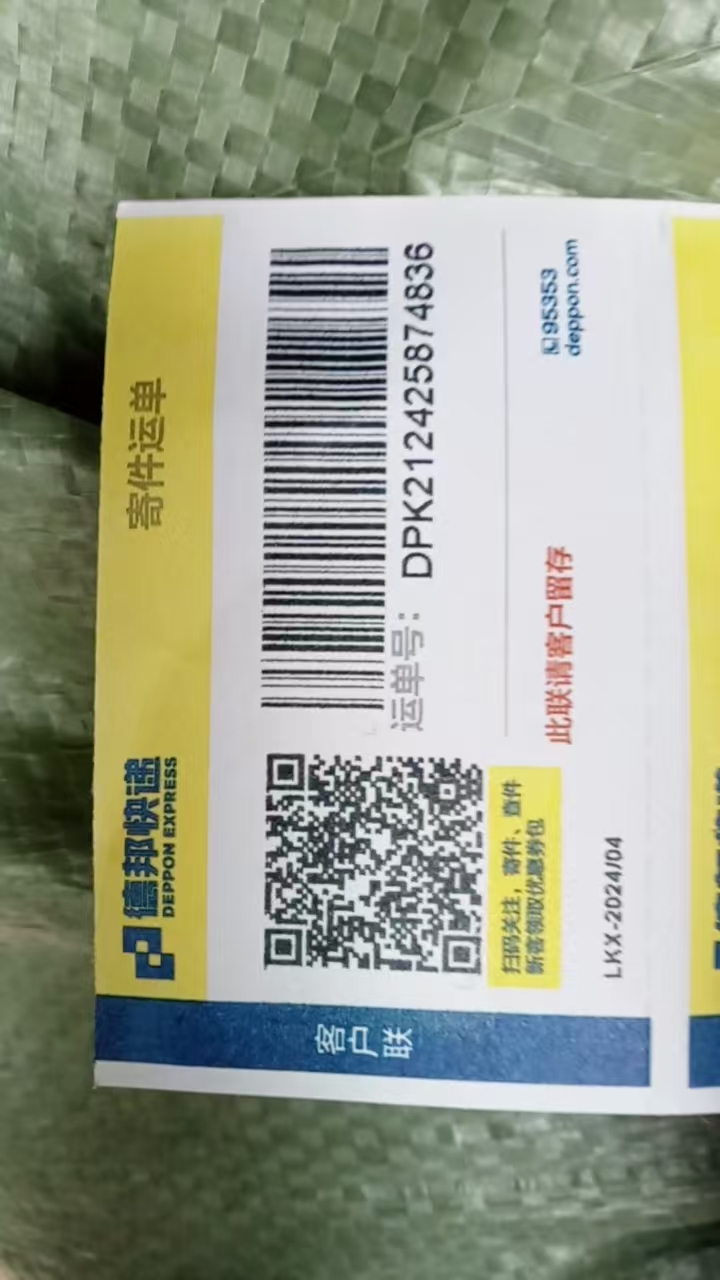 德邦快递
DEPPON EXPRESS
寄件运单
客户联
运单号：
DPK212425874836
扫码关注，寄件、查件
新客领取优惠券包
此联请客户留存
95353
deppon.com
LKX-2024/04